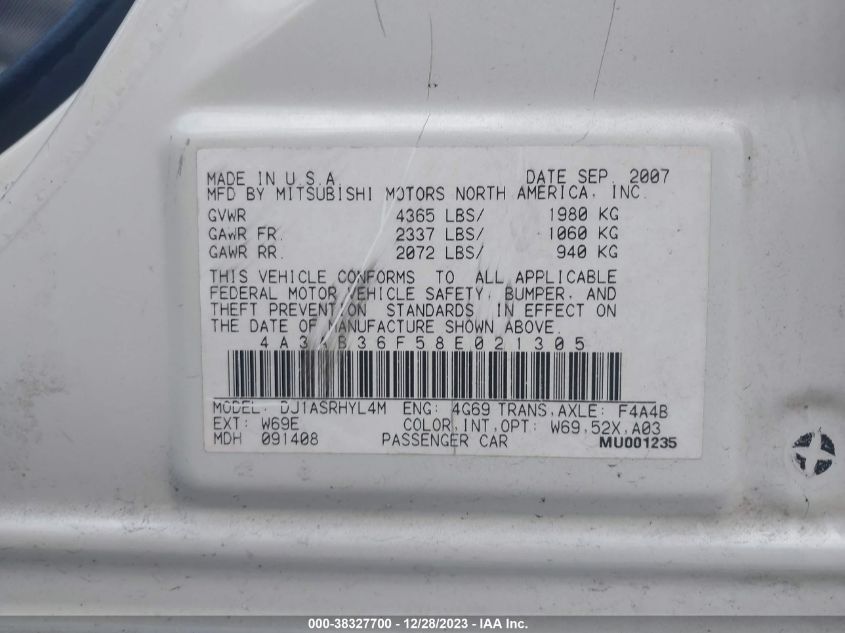 MADE IN U.S.A. DATE SEP. 2007
MFD BY MITSUBISHI MOTORS NORTH AMERICA, INC.
GVWR 4365 LBS/ 1980 KG
GAWR FR. 2337 LBS/ 1060 KG
GAWR RR. 2072 LBS/ 940 KG
THIS VEHICLE CONFORMS TO ALL APPLICABLE
FEDERAL MOTOR VEHICLE SAFETY, BUMPER, AND
THEFT PREVENTION STANDARDS IN EFFECT ON
THE DATE OF MANUFACTURE SHOWN ABOVE.
4A3AB36F58E021305
MODEL: DJ1ASRHYL4M ENG: 4G69 TRANS,AXLE: F4A4B
EXT: W69E COLOR,INT,OPT: W69,52X,A03
MDH 091408 PASSENGER CAR MU001235
000-38327700 - 12/28/2023 - IAA Inc.